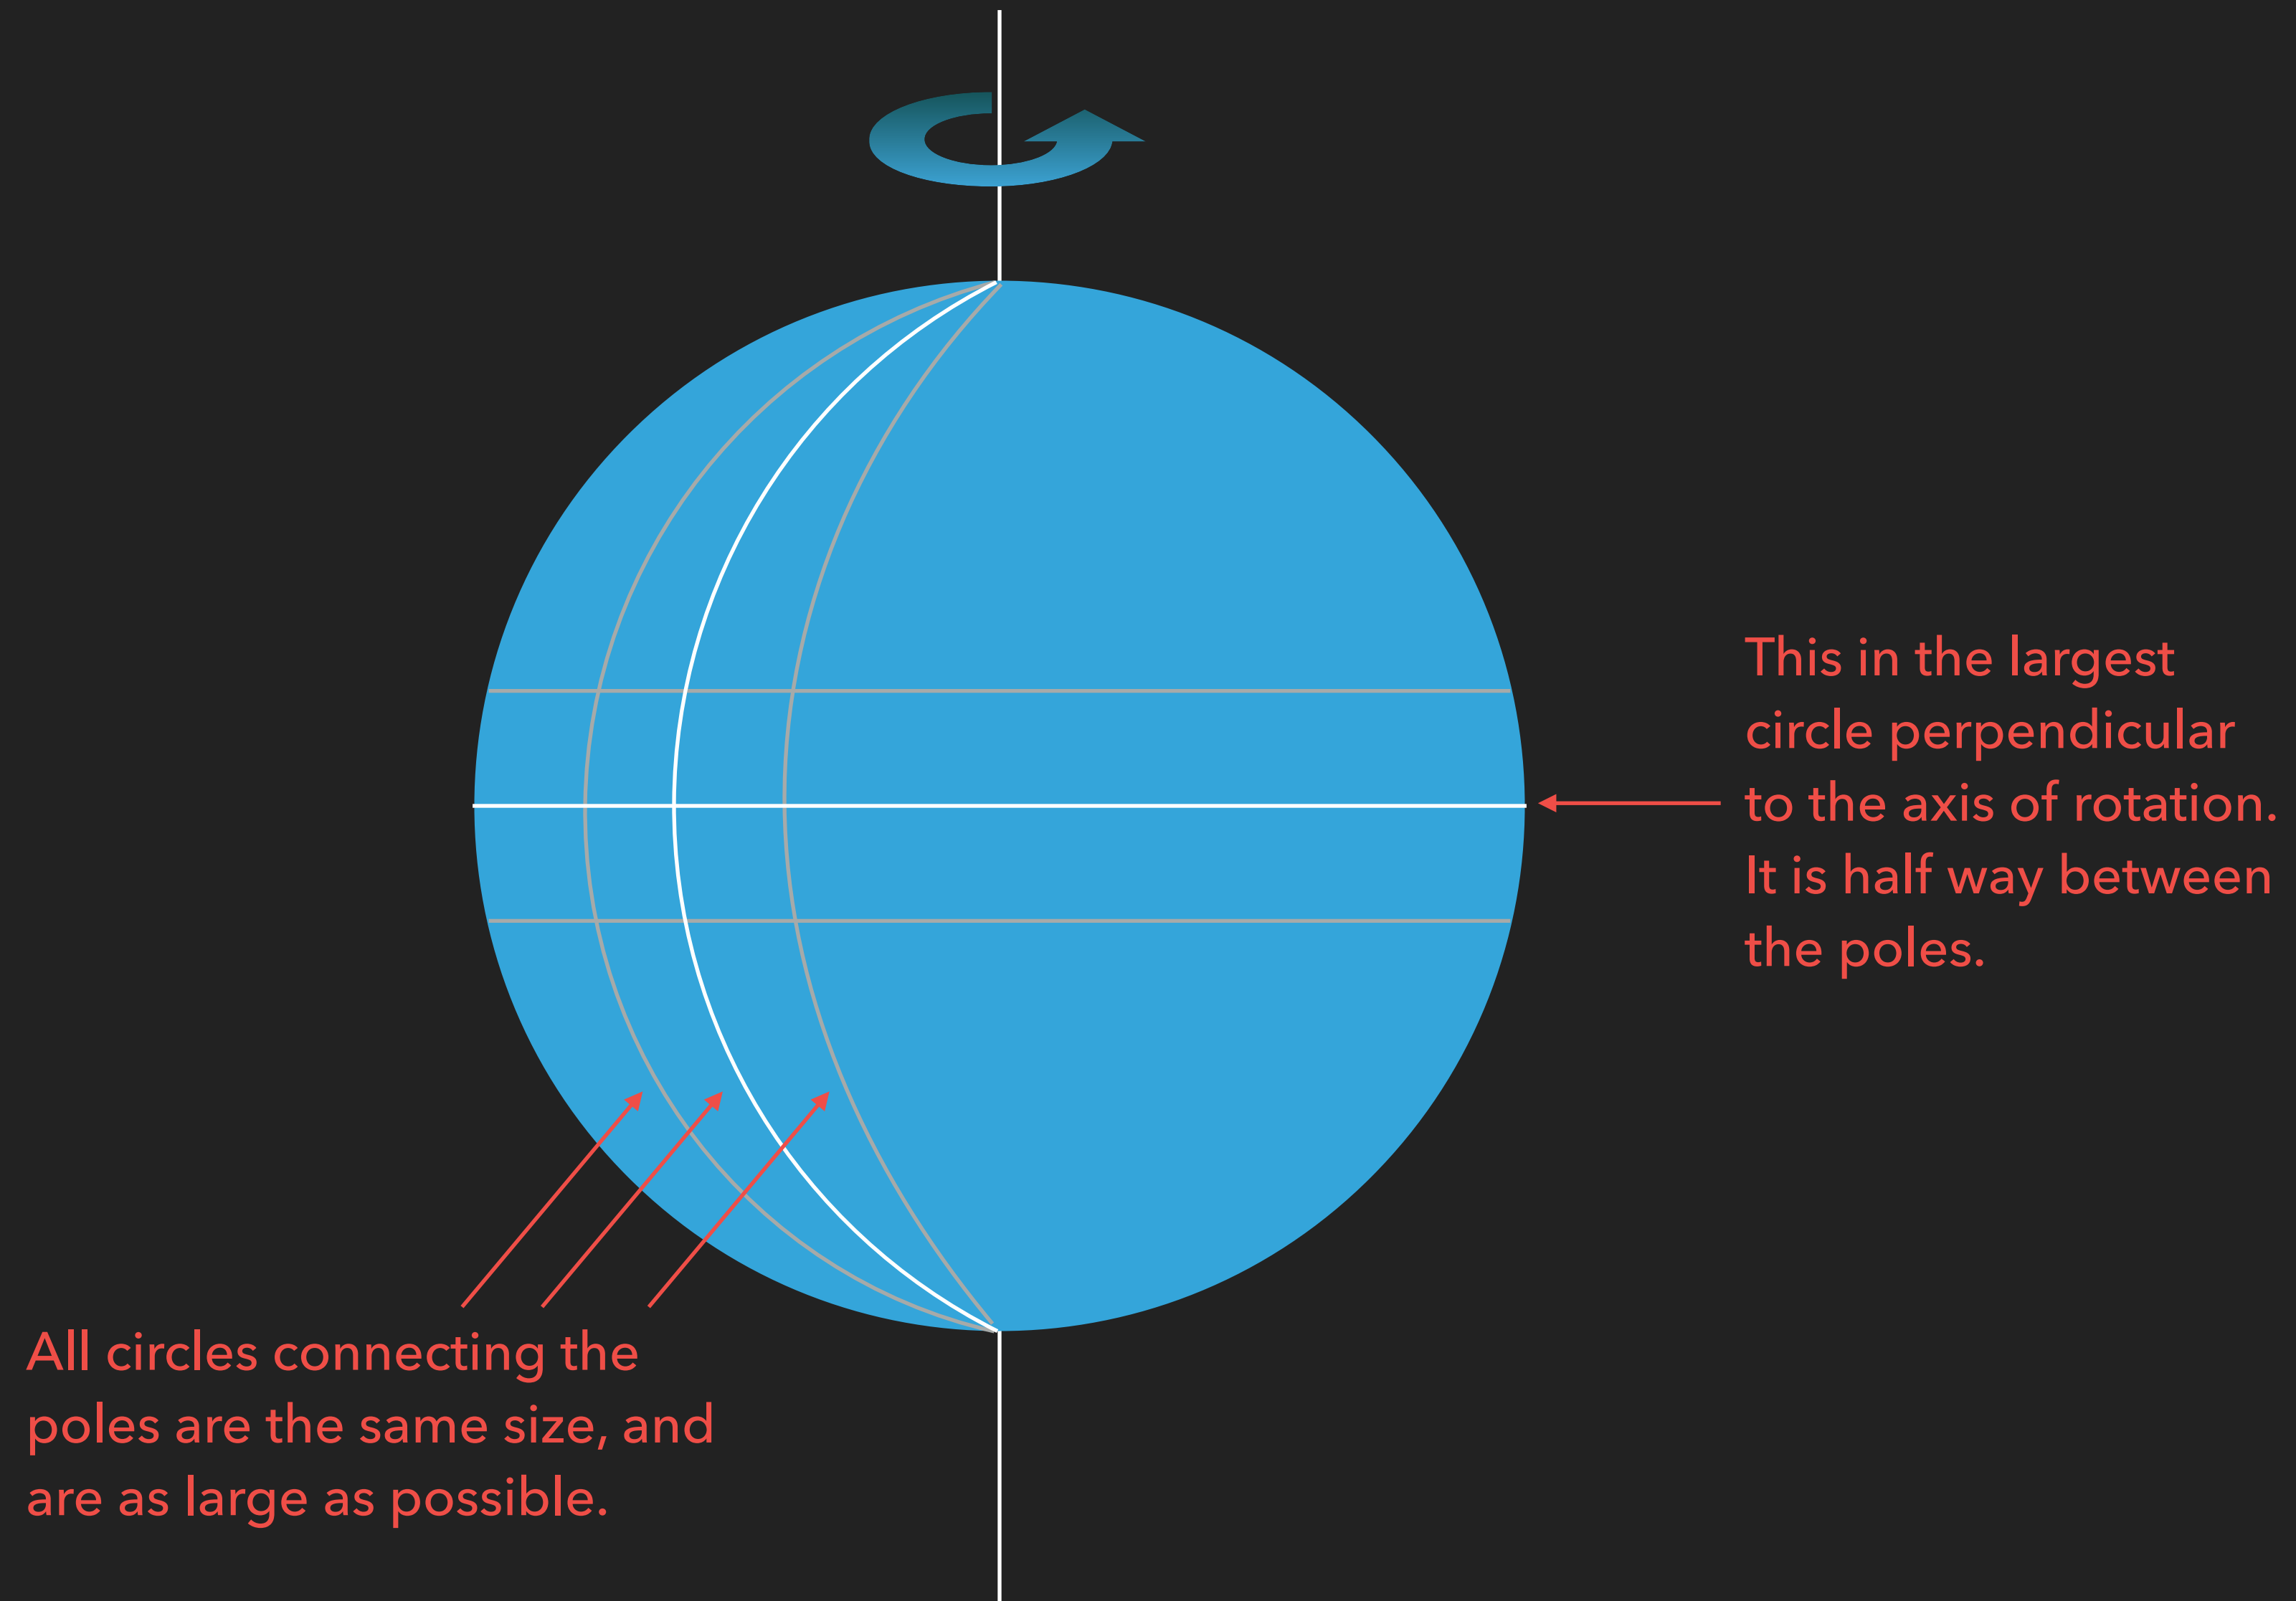 This in the largest
circle perpendicular
to the axis of rotation.
It is half way between
the poles.
All circles connecting the
poles are the same size, and
are as large as possible.